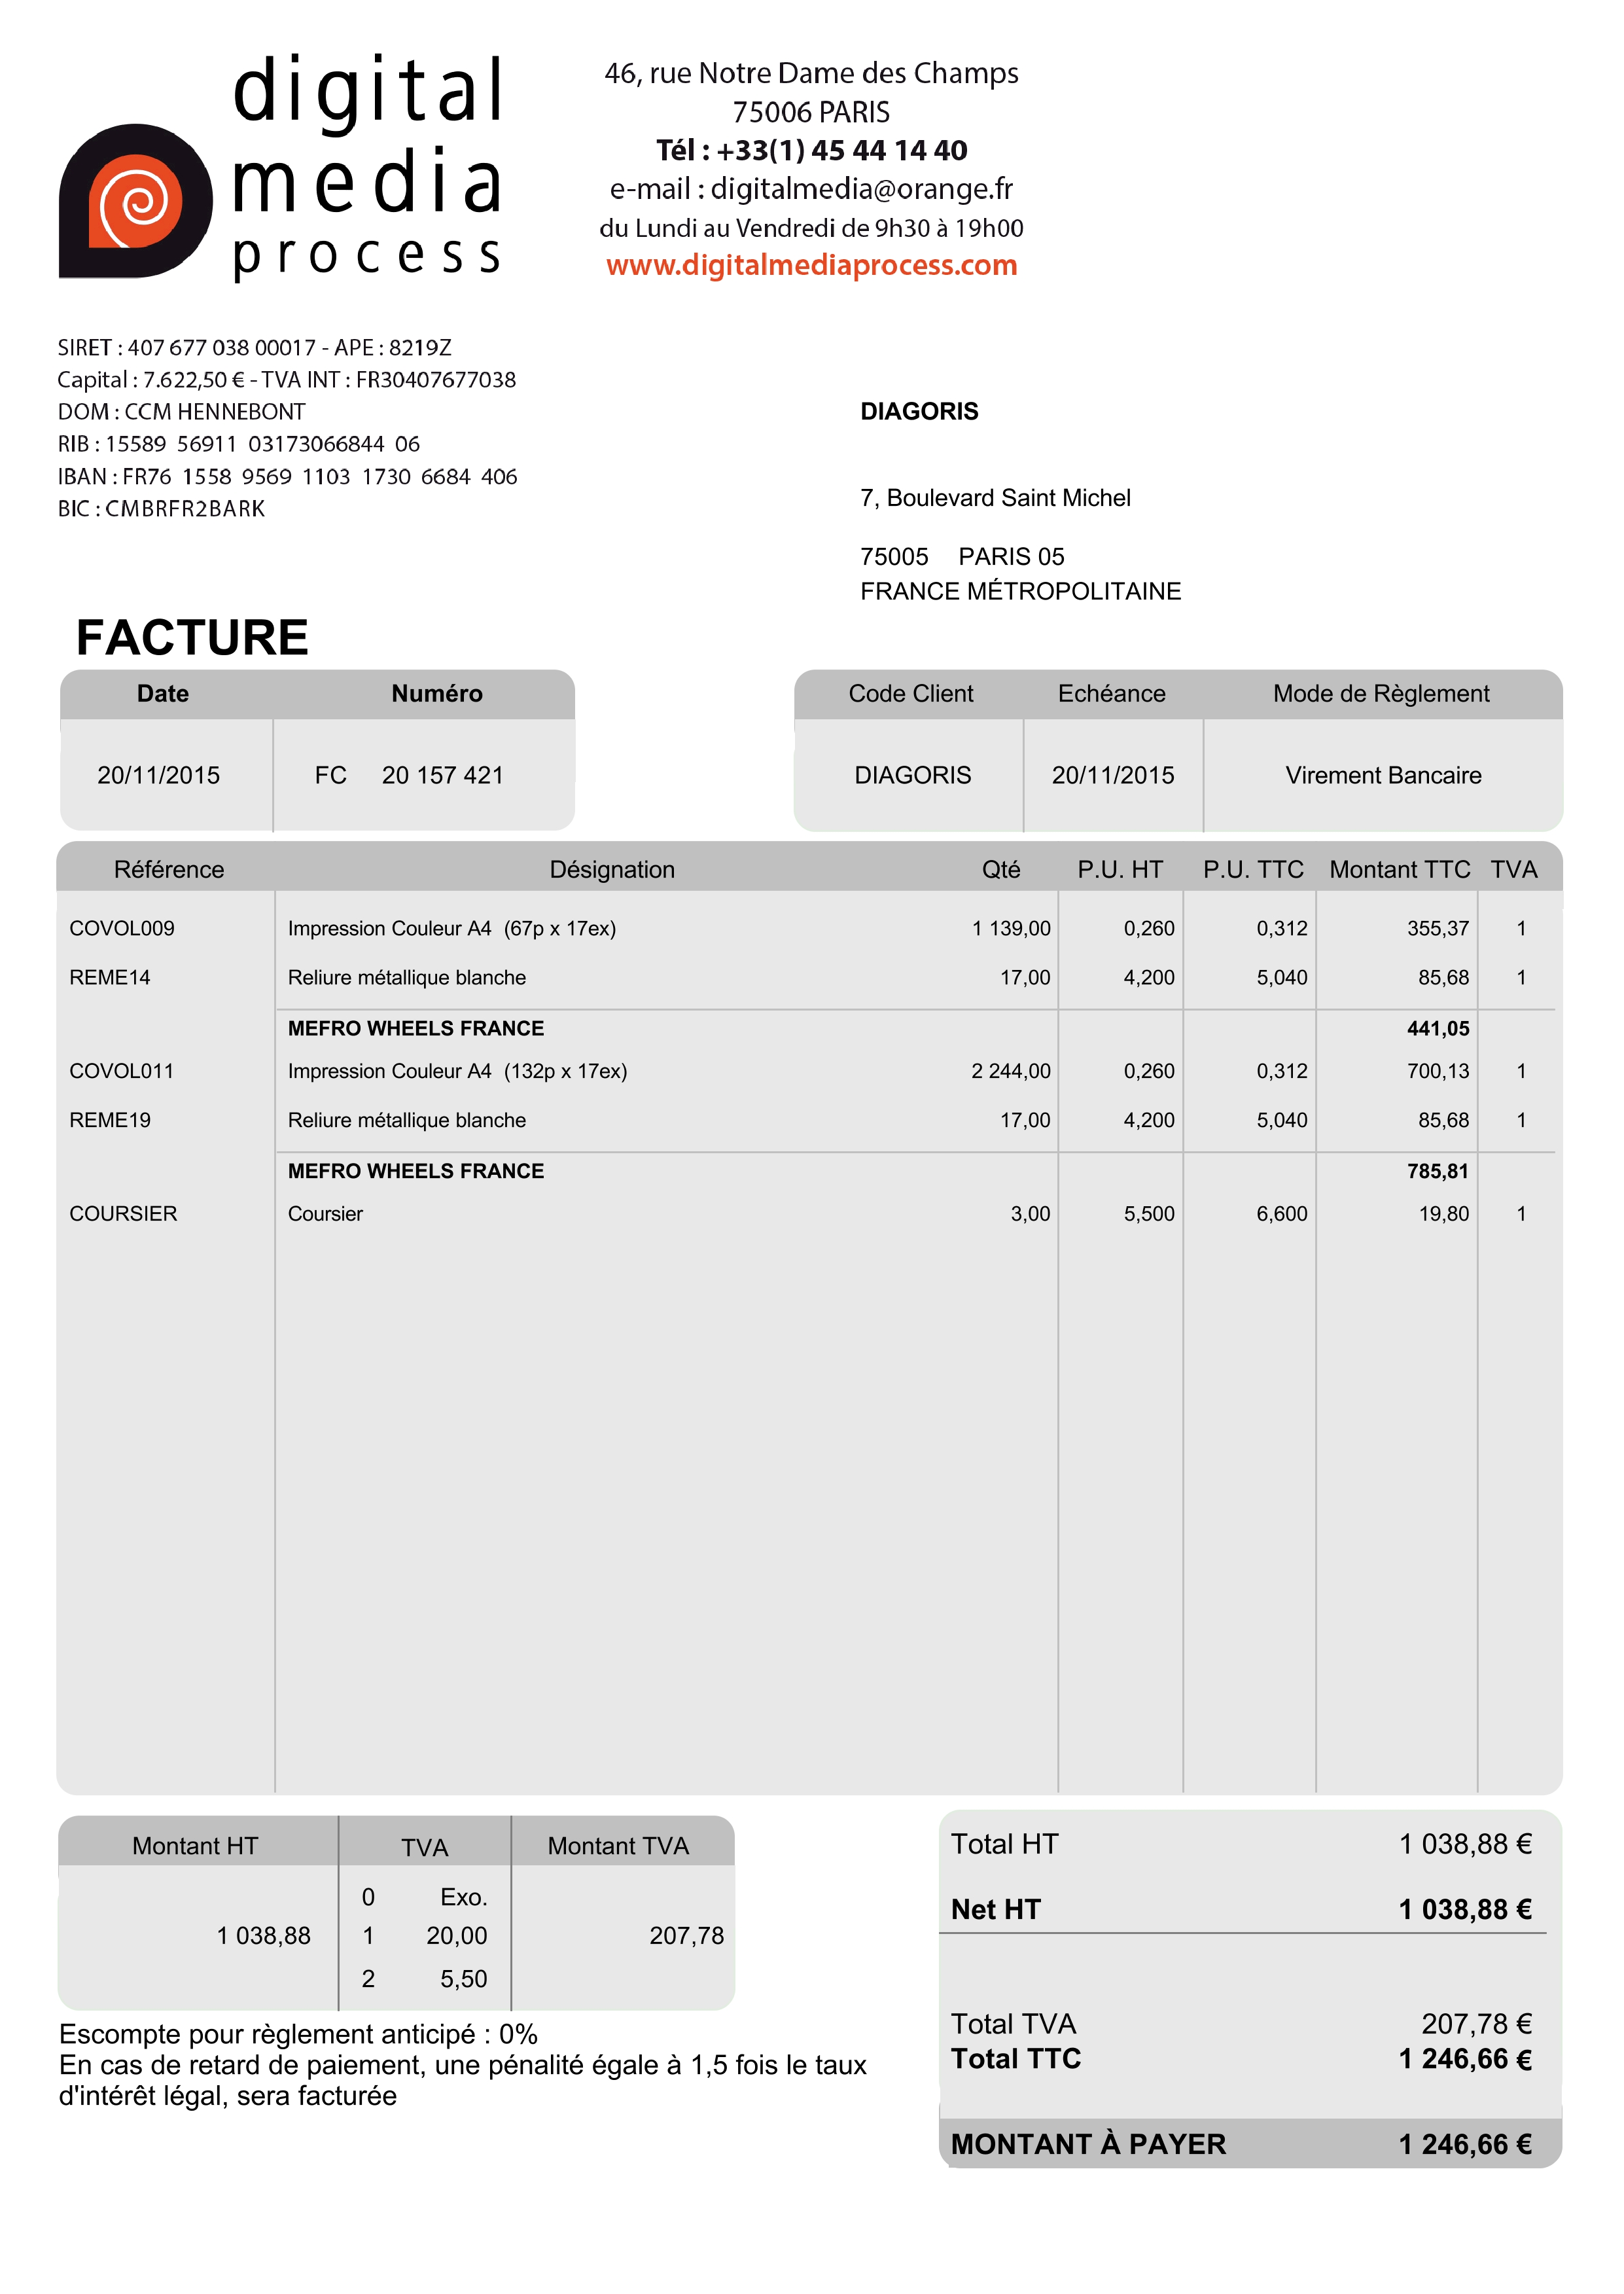 digital
media
process
46, rue Notre Dame des Champs
75006 PARIS
Tél : +33(1) 45 44 14 40
e-mail : digitalmedia@orange.fr
du Lundi au Vendredi de 9h30 à 19h00
www.digitalmediaprocess.com
SIRET : 407 677 038 00017 - APE : 8219Z
Capital : 7.622,50 € - TVA INT : FR30407677038
DOM : CCM HENNEBONT
RIB : 15589 56911 03173066844 06
IBAN : FR76 1558 9569 1103 1730 6684 406
BIC : CMBRFR2BARK
DIAGORIS
7, Boulevard Saint Michel
75005 PARIS 05
FRANCE MÉTROPOLITAINE
FACTURE
Date Numéro
20/11/2015 FC 20 157 421
Code Client Echéance Mode de Règlement
DIAGORIS 20/11/2015 Virement Bancaire
Référence Désignation Qté P.U. HT P.U. TTC Montant TTC TVA
COVOL009 Impression Couleur A4 (67p x 17ex) 1 139,00 0,260 0,312 355,37 1
REME14 Reliure métallique blanche 17,00 4,200 5,040 85,68 1
MEFRO WHEELS FRANCE 441,05
COVOL011 Impression Couleur A4 (132p x 17ex) 2 244,00 0,260 0,312 700,13 1
REME19 Reliure métallique blanche 17,00 4,200 5,040 85,68 1
MEFRO WHEELS FRANCE 785,81
COURSIER Coursier 3,00 5,500 6,600 19,80 1
Montant HT TVA Montant TVA
0 Exo.
1 038,88 1 20,00 207,78
2 5,50
Escompte pour règlement anticipé : 0%
En cas de retard de paiement, une pénalité égale à 1,5 fois le taux
d'intérêt légal, sera facturée
Total HT 1 038,88 €
Net HT 1 038,88 €
Total TVA 207,78 €
Total TTC 1 246,66 €
MONTANT À PAYER 1 246,66 €